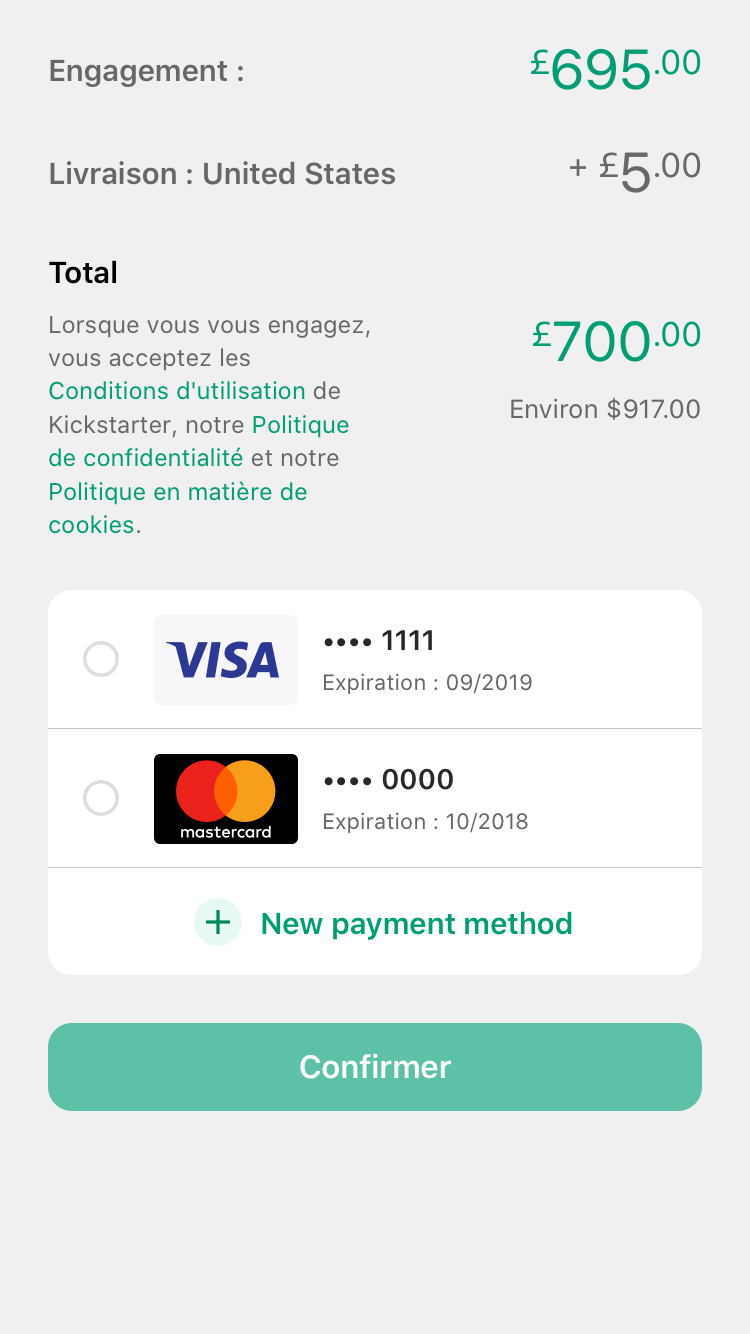 Engagement :
£695.00
Livraison : United States
+ £5.00
Total
Lorsque vous vous engagez,
vous acceptez les
Conditions d'utilisation de
Kickstarter, notre Politique
de confidentialité et notre
Politique en matière de
cookies.
£700.00
Environ $917.00
VISA
•••• 1111
Expiration : 09/2019
mastercard
•••• 0000
Expiration : 10/2018
+ New payment method
Confirmer